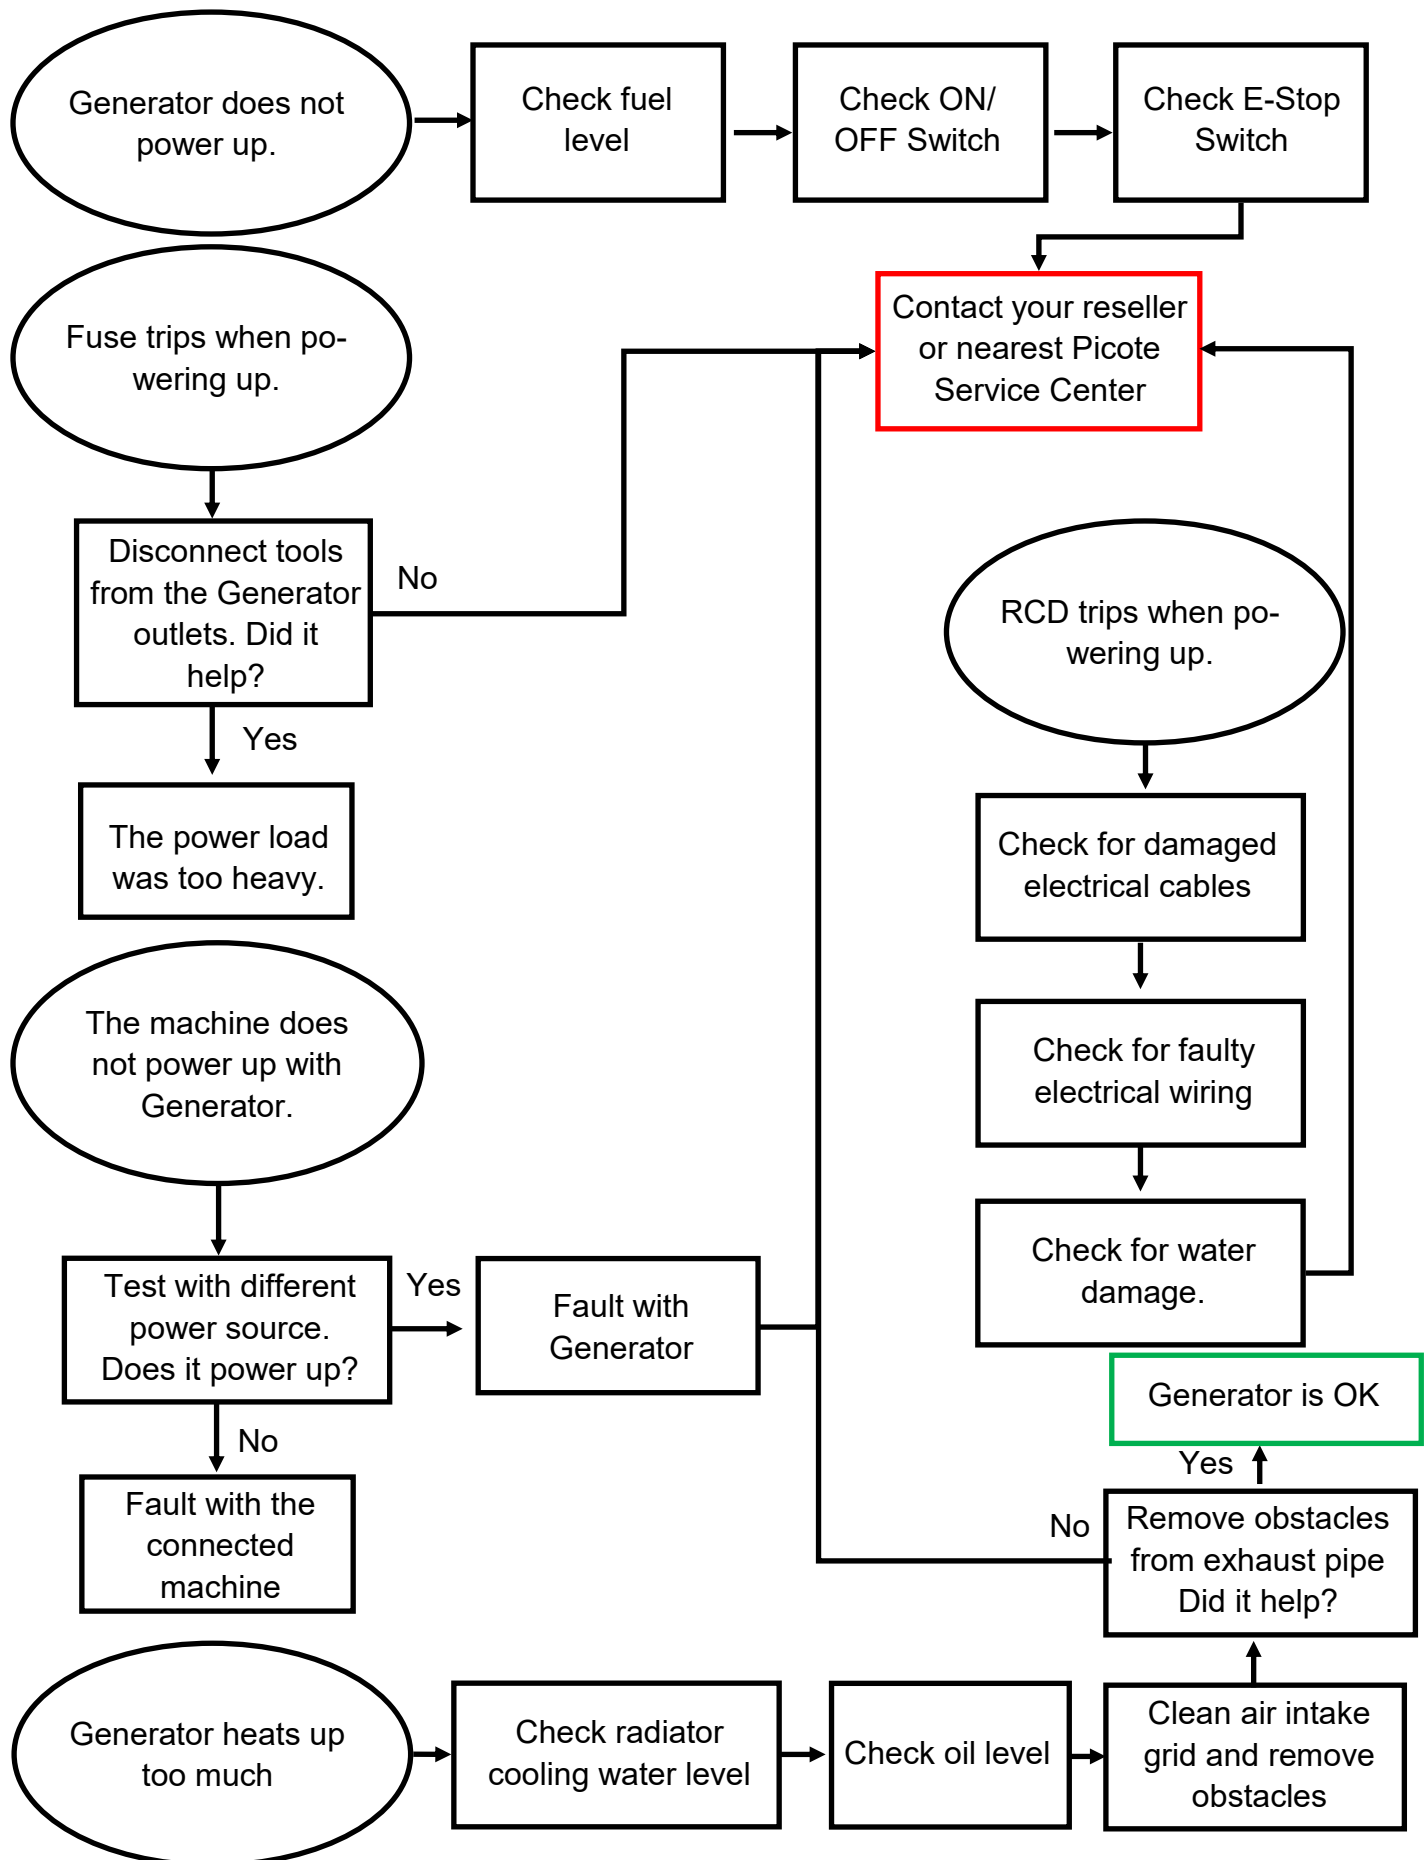 Generator does not
power up.
Check fuel
level
Check ON/
OFF Switch
Check E-Stop
Switch
Fuse trips when po-
wering up.
Contact your reseller
or nearest Picote
Service Center
Disconnect tools
from the Generator
outlets. Did it
help?
No
RCD trips when po-
wering up.
Yes
The power load
was too heavy.
Check for damaged
electrical cables
The machine does
not power up with
Generator.
Check for faulty
electrical wiring
Test with different
power source.
Does it power up?
Yes
Fault with
Generator
Check for water
damage.
Generator is OK
No
Yes
Fault with the
connected
machine
No
Remove obstacles
from exhaust pipe
Did it help?
Generator heats up
too much
Check radiator
cooling water level
Check oil level
Clean air intake
grid and remove
obstacles